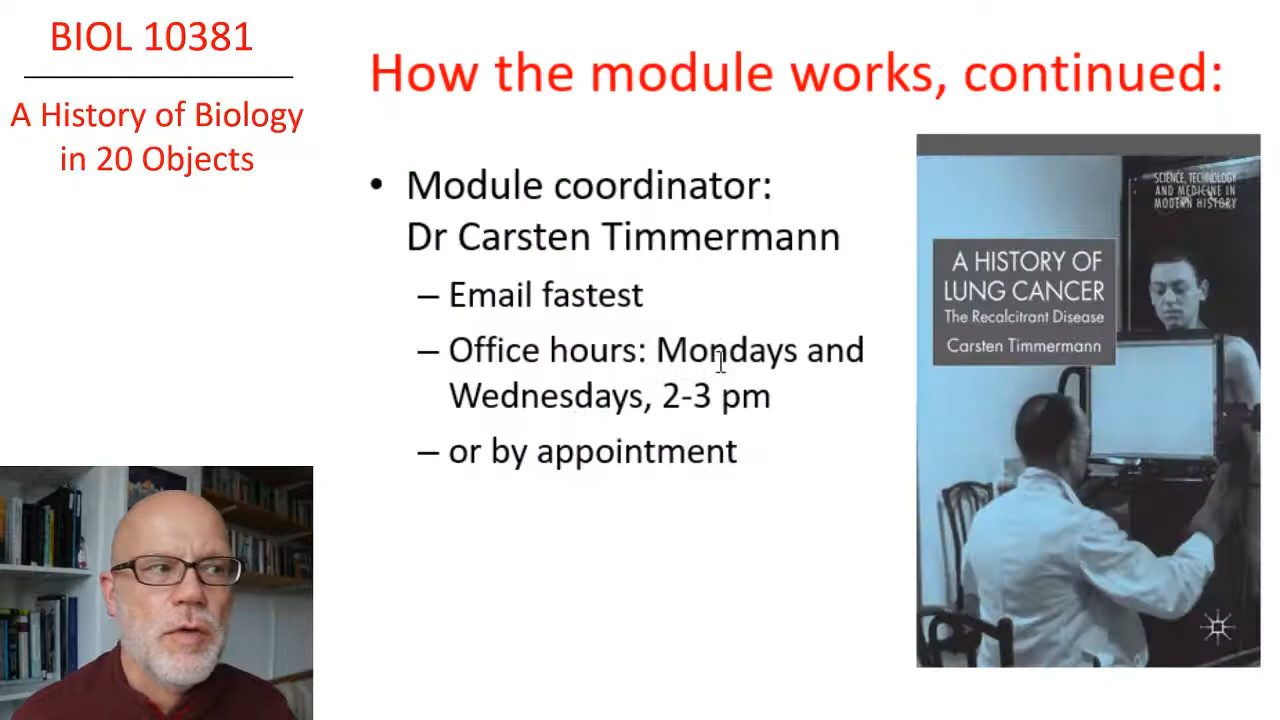 BIOL 10381
A History of Biology
in 20 Objects
How the module works, continued:
• Module coordinator:
Dr Carsten Timmermann
– Email fastest
– Office hours: Mondays and
Wednesdays, 2-3 pm
– or by appointment
SCIENCE, TECHNOLOGY
AND MEDICINE IN
MODERN HISTORY
A HISTORY OF
LUNG CANCER
The Recalcitrant Disease
Carsten Timmermann